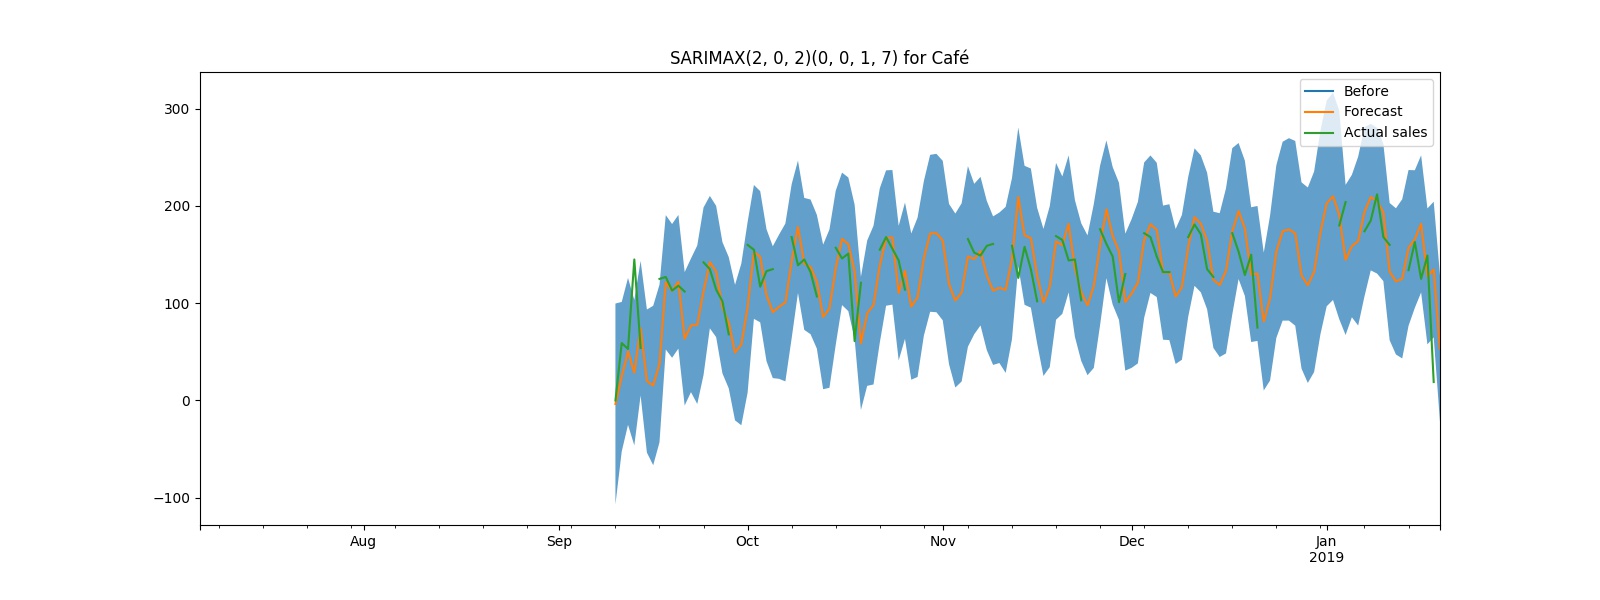 SARIMAX(2, 0, 2)(0, 0, 1, 7) for Café
Before
Forecast
Actual sales
300
200
100
0
−100
Aug
Sep
Oct
Nov
Dec
Jan
2019